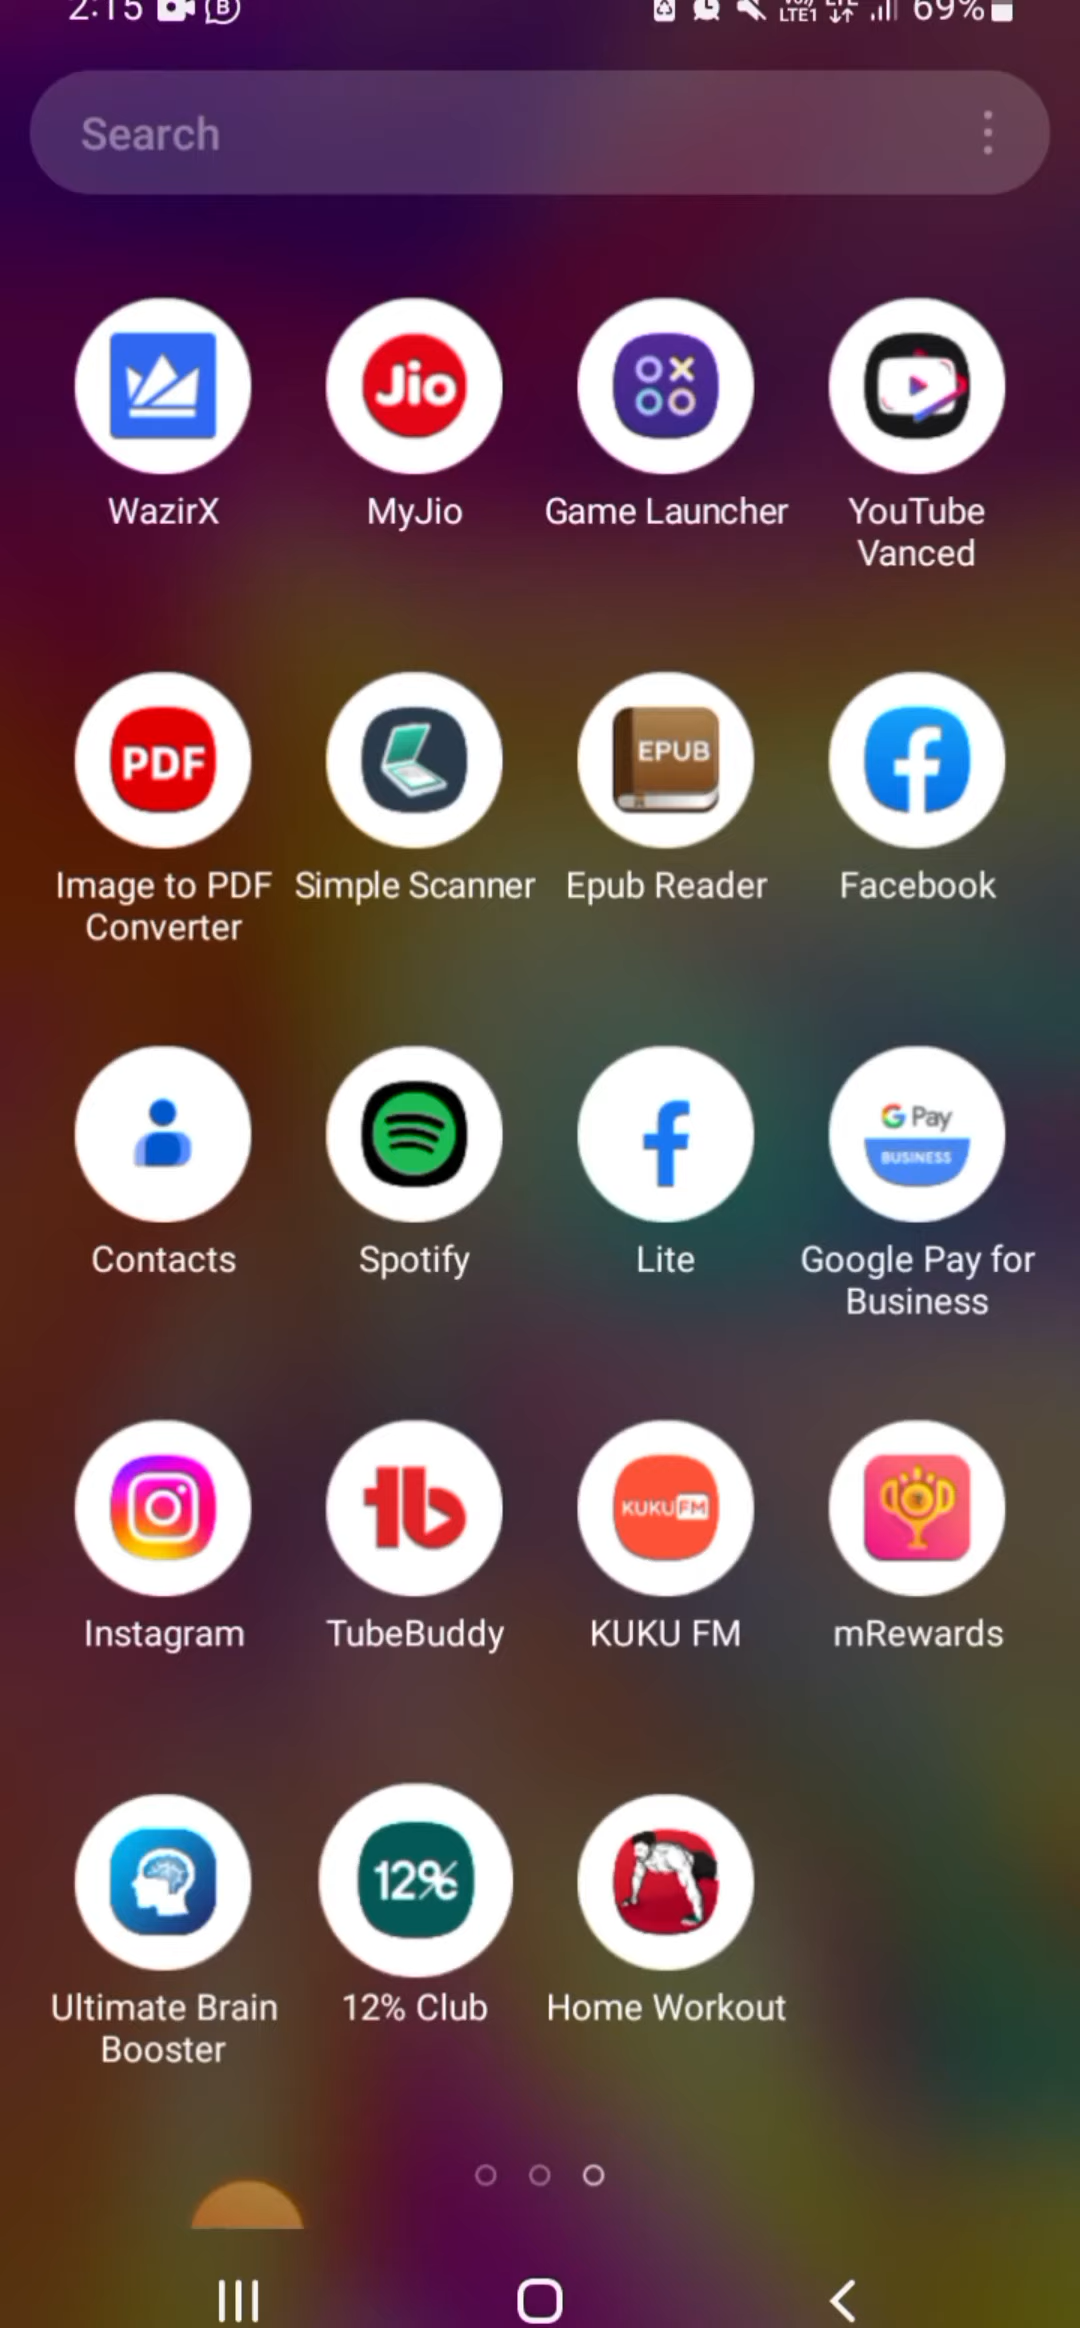 2:15 B LTE1 69%
Search
Jio
WazirX MyJio Game Launcher YouTube
Vanced
PDF EPUB
Image to PDF Simple Scanner Epub Reader Facebook
Converter
G Pay
BUSINESS
Contacts Spotify Lite Google Pay for
Business
KUKU FM
Instagram TubeBuddy KUKU FM mRewards
12%
Ultimate Brain 12% Club Home Workout
Booster